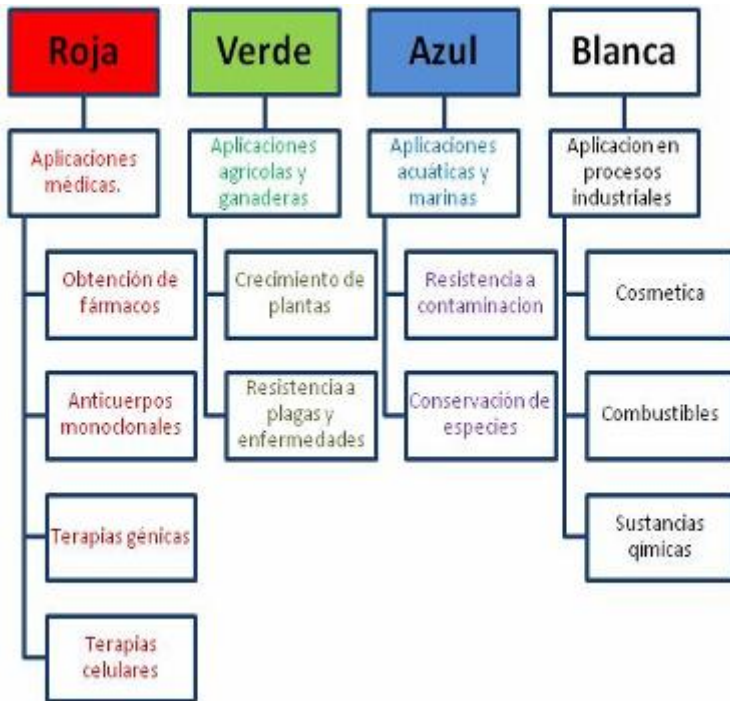 Roja
Aplicaciones
médicas.
Obtención de
fármacos
Anticuerpos
monoclonales
Terapias génicas
Terapias
celulares
Verde
Aplicaciones
agrícolas y
ganaderas
Crecimiento de
plantas
Resistencia a
plagas y
enfermedades
Azul
Aplicaciones
acuáticas y
marinas
Resistencia a
contaminacion
Conservación de
especies
Blanca
Aplicacion en
procesos
industriales
Cosmetica
Combustibles
Sustancias
qímicas